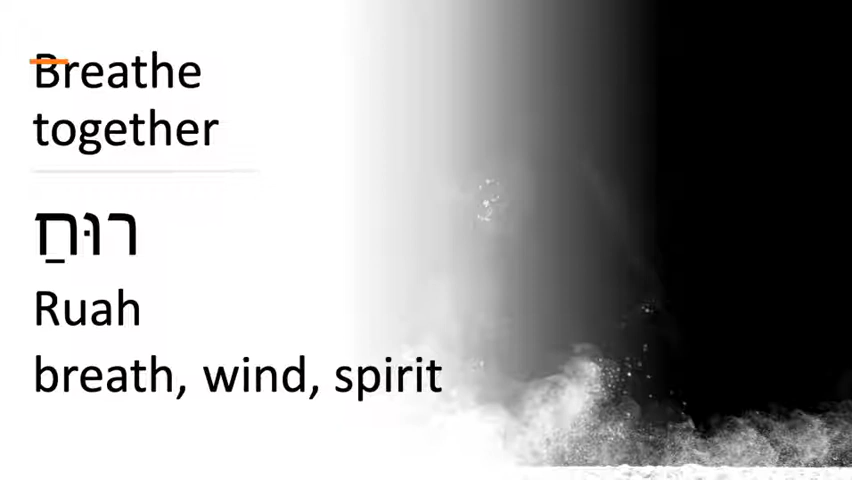 Breathe
together
רוּחַ
Ruah
breath, wind, spirit